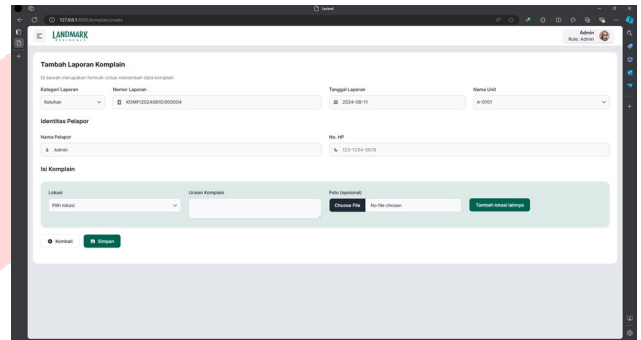 Laravel
127.0.0.1:8000/komplain/create
LANDMARK
RESIDENCE
Admin
Role: Admin
Tambah Laporan Komplain
Di bawah merupakan formulir untuk menambah data komplain
Kategori Laporan Nomor Laporan Tanggal Laporan Nama Unit
Keluhan KOMP/20240810/000004 2024-08-11 A-0101
Identitas Pelapor
Nama Pelapor No. HP
Admin 123-1234-5678
Isi Komplain
Lokasi Uraian Komplain Foto (opsional)
Pilih lokasi Choose File No file chosen Tambah lokasi lainnya
Kembali Simpan